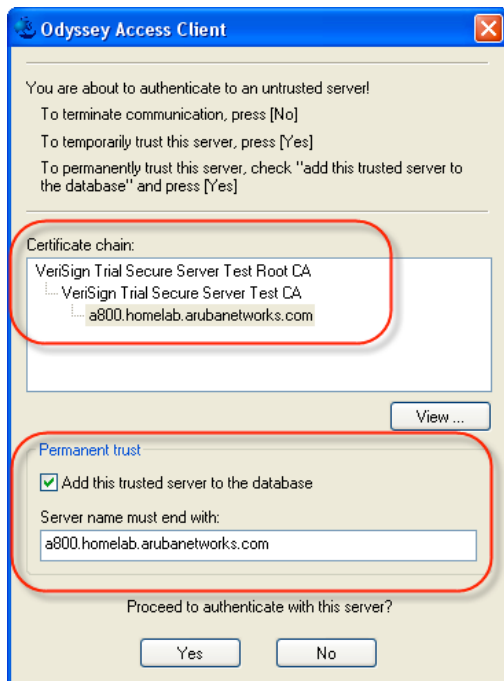 Odyssey Access Client
You are about to authenticate to an untrusted server!
To terminate communication, press [No]
To temporarily trust this server, press [Yes]
To permanently trust this server, check "add this trusted server to
the database" and press [Yes]
Certificate chain:
VeriSign Trial Secure Server Test Root CA
VeriSign Trial Secure Server Test CA
a800.homelab.arubanetworks.com
View ...
Permanent trust
Add this trusted server to the database
Server name must end with:
a800.homelab.arubanetworks.com
Proceed to authenticate with this server?
Yes
No